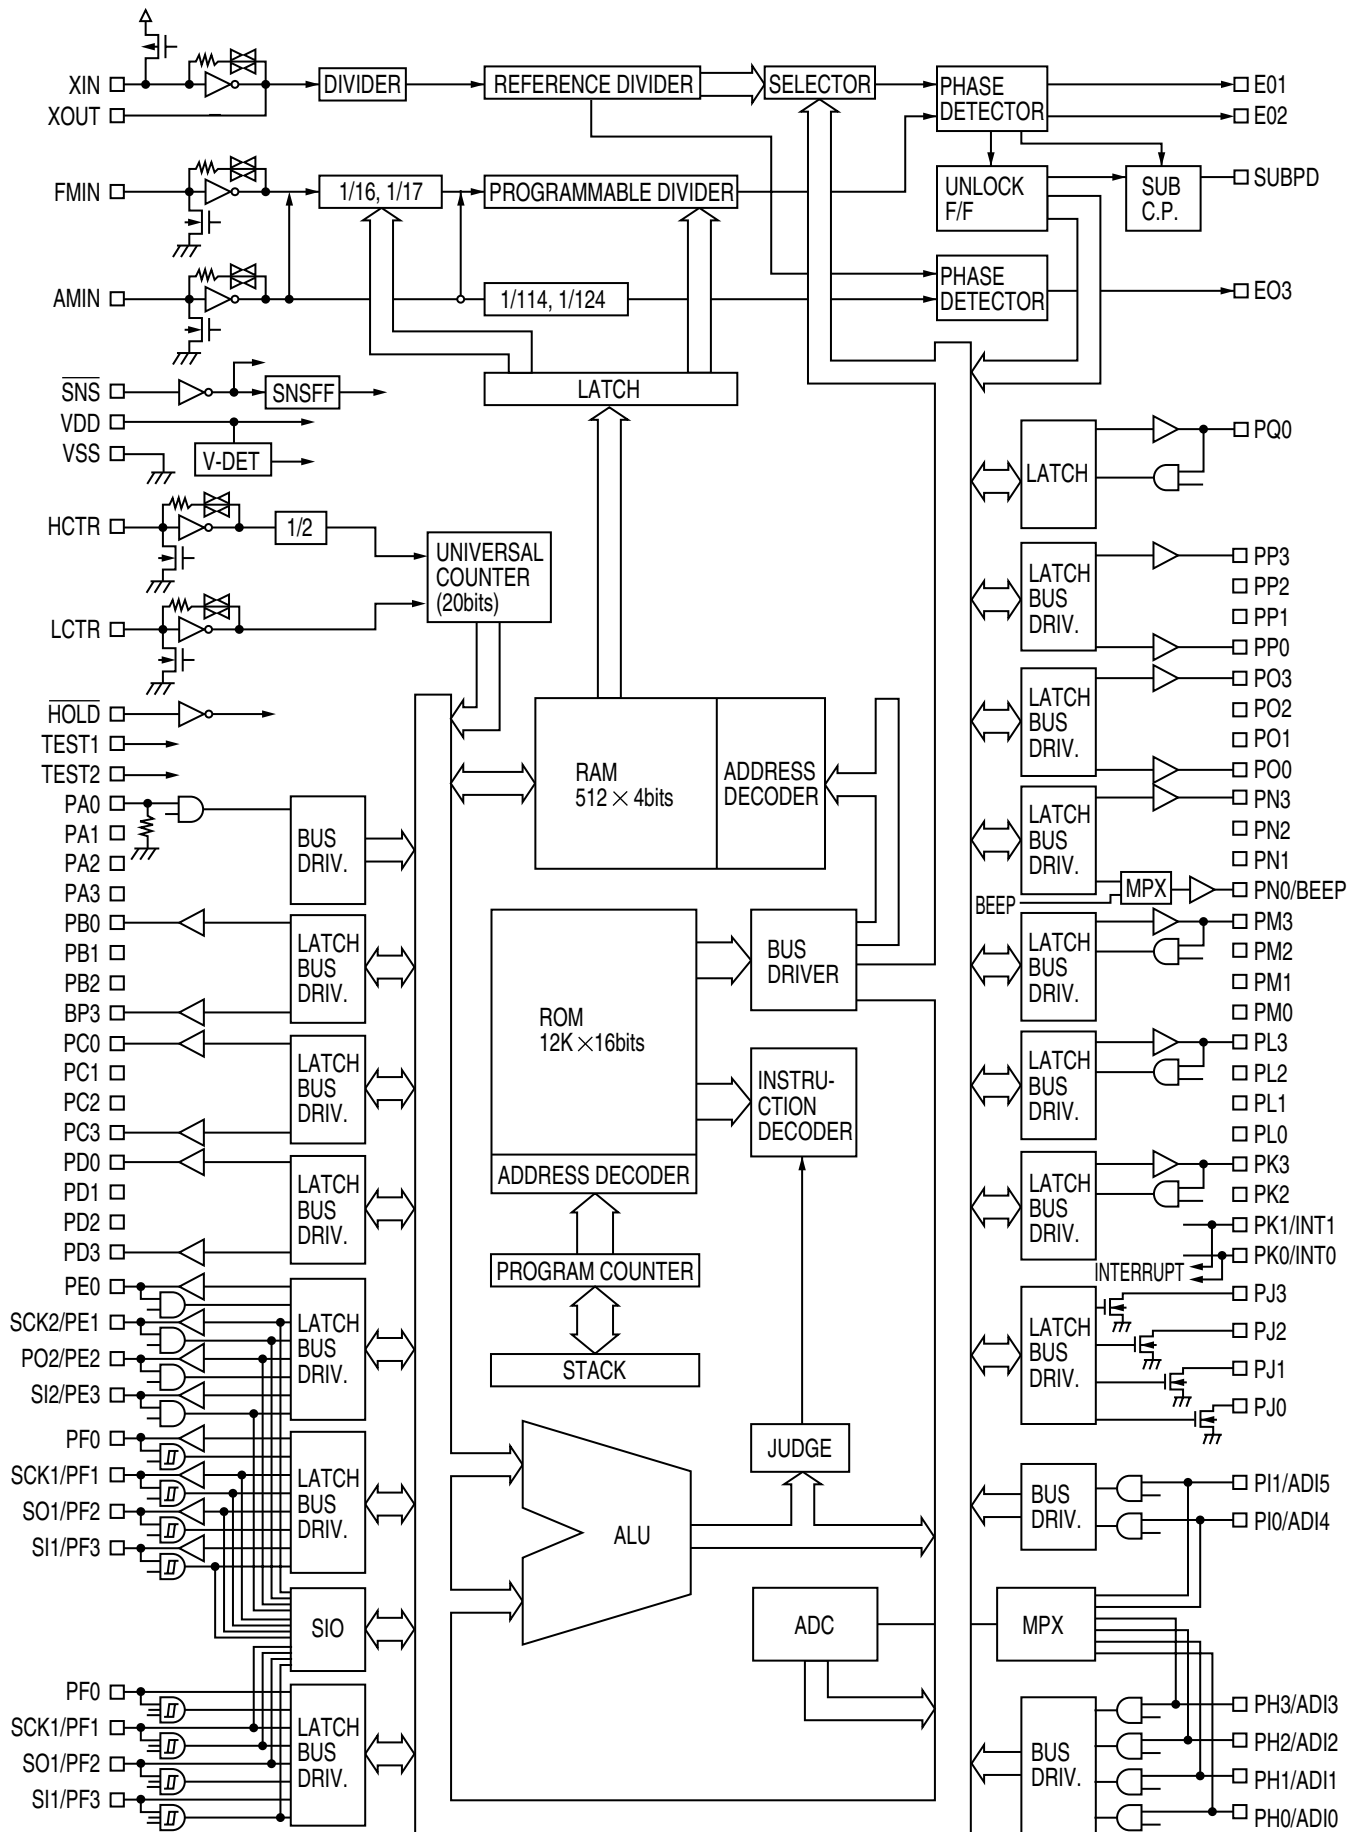 XIN
DIVIDER
REFERENCE DIVIDER
SELECTOR
PHASE
DETECTOR
E01
XOUT
E02
FMIN
1/16, 1/17
PROGRAMMABLE DIVIDER
UNLOCK
F/F
SUB
C.P.
SUBPD
AMIN
1/114, 1/124
PHASE
DETECTOR
EO3
SNS
SNSFF
LATCH
VDD
VSS
V-DET
HCTR
1/2
UNIVERSAL
COUNTER
(20bits)
LCTR
HOLD
TEST1
TEST2
RAM
512 × 4bits
ADDRESS
DECODER
PA0
PA1
PA2
PA3
BUS
DRIV.
PB0
PB1
PB2
BP3
LATCH
BUS
DRIV.
PC0
PC1
PC2
PC3
LATCH
BUS
DRIV.
PD0
PD1
PD2
PD3
LATCH
BUS
DRIV.
PE0
SCK2/PE1
PO2/PE2
SI2/PE3
LATCH
BUS
DRIV.
PF0
SCK1/PF1
SO1/PF2
SI1/PF3
LATCH
BUS
DRIV.
SIO
PF0
SCK1/PF1
SO1/PF2
SI1/PF3
LATCH
BUS
DRIV.
ROM
12K ×16bits
ADDRESS DECODER
BUS
DRIVER
INSTRU-
CTION
DECODER
PROGRAM COUNTER
STACK
JUDGE
ALU
ADC
MPX
LATCH
PQ0
LATCH
BUS
DRIV.
PP3
PP2
PP1
PP0
LATCH
BUS
DRIV.
PO3
PO2
PO1
PO0
LATCH
BUS
DRIV.
PN3
PN2
PN1
BEEP
MPX
PN0/BEEP
LATCH
BUS
DRIV.
PM3
PM2
PM1
PM0
LATCH
BUS
DRIV.
PL3
PL2
PL1
PL0
LATCH
BUS
DRIV.
PK3
PK2
PK1/INT1
PK0/INT0
INTERRUPT
LATCH
BUS
DRIV.
PJ3
PJ2
PJ1
PJ0
BUS
DRIV.
PI1/ADI5
PI0/ADI4
BUS
DRIV.
PH3/ADI3
PH2/ADI2
PH1/ADI1
PH0/ADI0